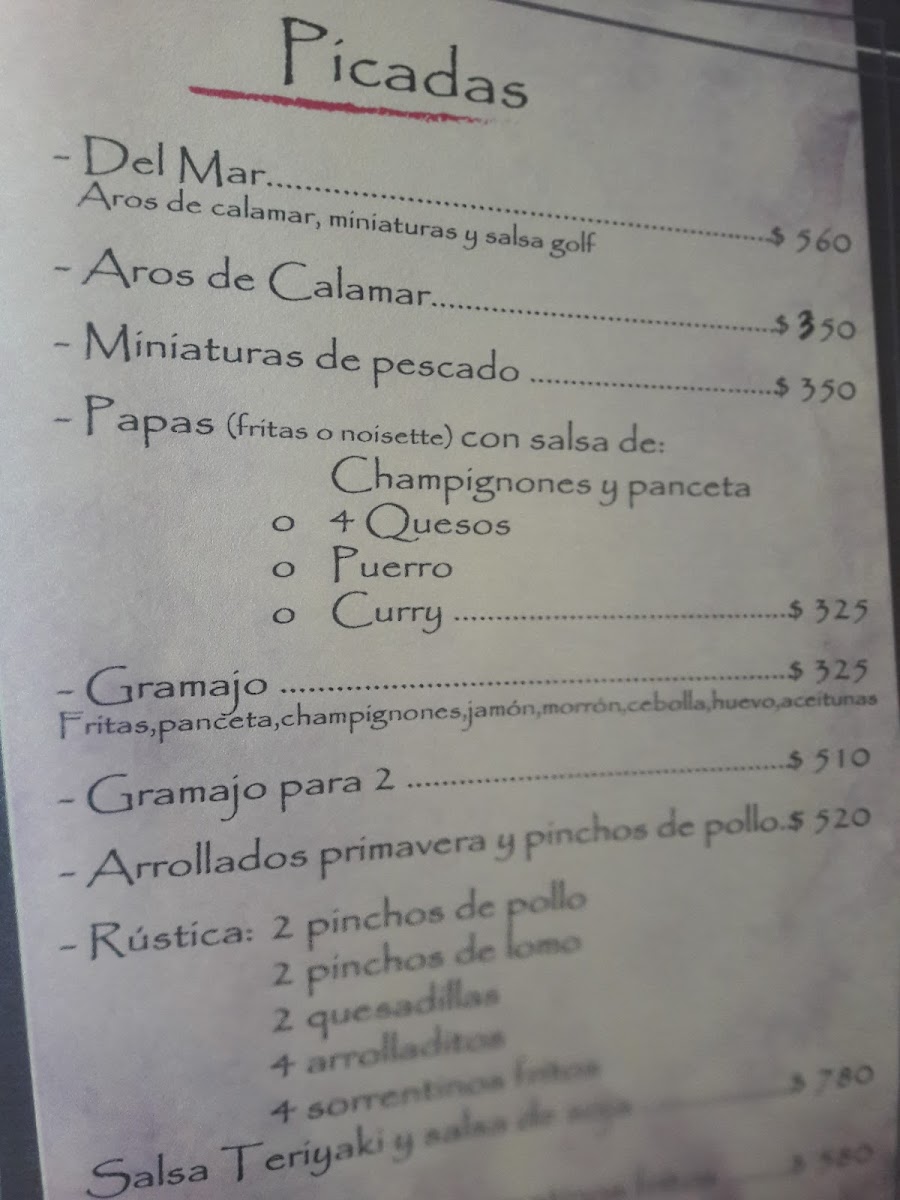 Picadas
- Del Mar..........................................................$ 560
Aros de calamar, miniaturas y salsa golf
- Aros de Calamar..........................................$ 350
- Miniaturas de pescado ..............................$ 350
- Papas (fritas o noisette) con salsa de:
Champignones y panceta
o 4 Quesos
o Puerro
o Curry ..........................................$ 325
- Gramajo ................................................................$ 325
Fritas,panceta,champignones,jamón,morrón,cebolla,huevo,aceitunas
- Gramajo para 2 ................................................$ 510
- Arrollados primavera y pinchos de pollo.$ 520
- Rústica: 2 pinchos de pollo
2 pinchos de lomo
2 quesadillas
4 arrolladitos
4 sorrentinos fritos
Salsa Teriyaki y salsa de soja ....................$ 780
$ 580